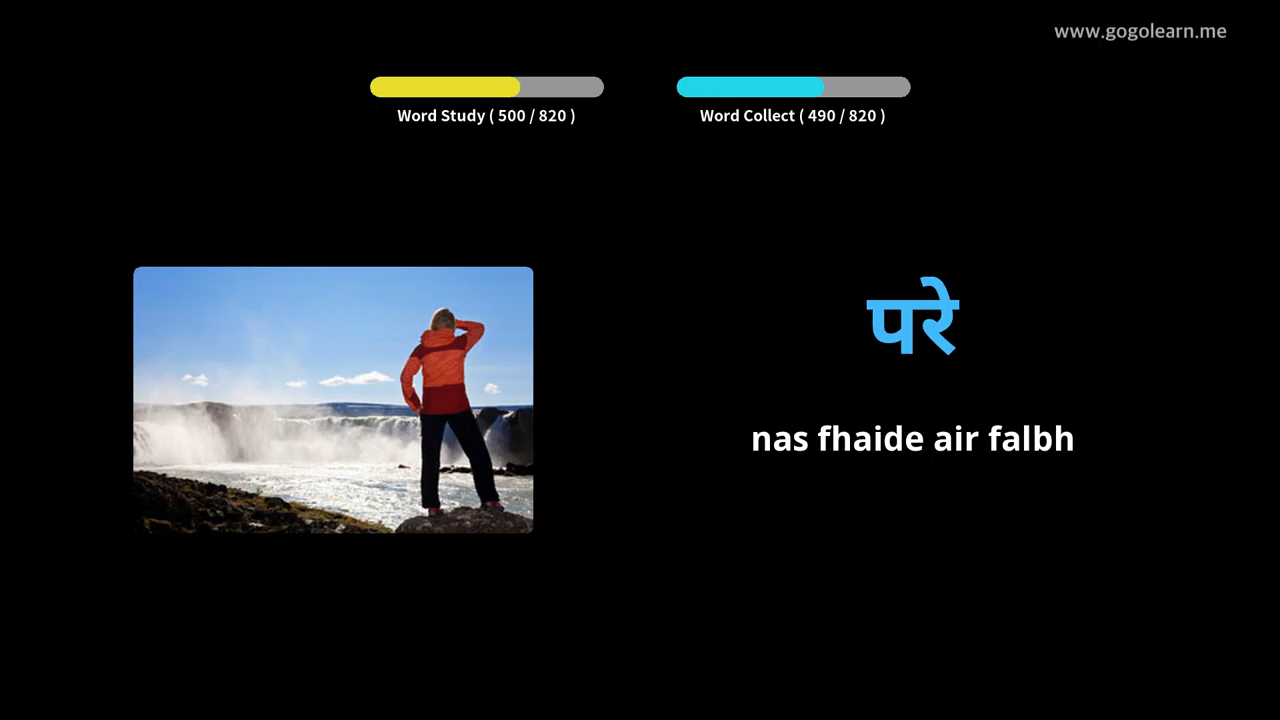 www.gogolearn.me
Word Study ( 500 / 820 )
Word Collect ( 490 / 820 )
परे
nas fhaide air falbh